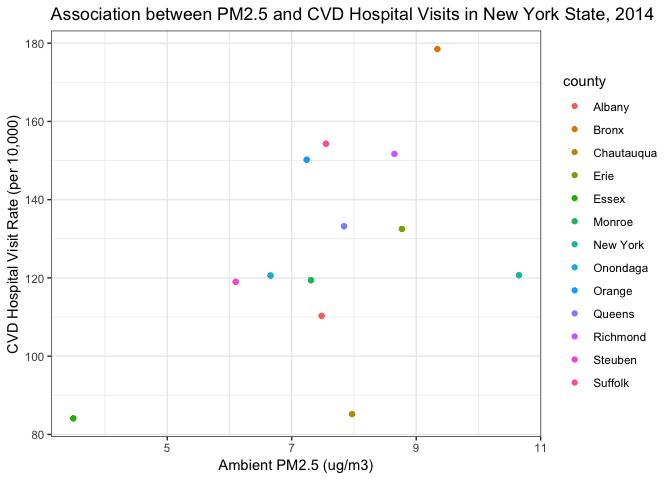 Association between PM2.5 and CVD Hospital Visits in New York State, 2014
CVD Hospital Visit Rate (per 10,000)
180
160
140
120
100
80
5
7
9
11
Ambient PM2.5 (ug/m3)
county
Albany
Bronx
Chautauqua
Erie
Essex
Monroe
New York
Onondaga
Orange
Queens
Richmond
Steuben
Suffolk